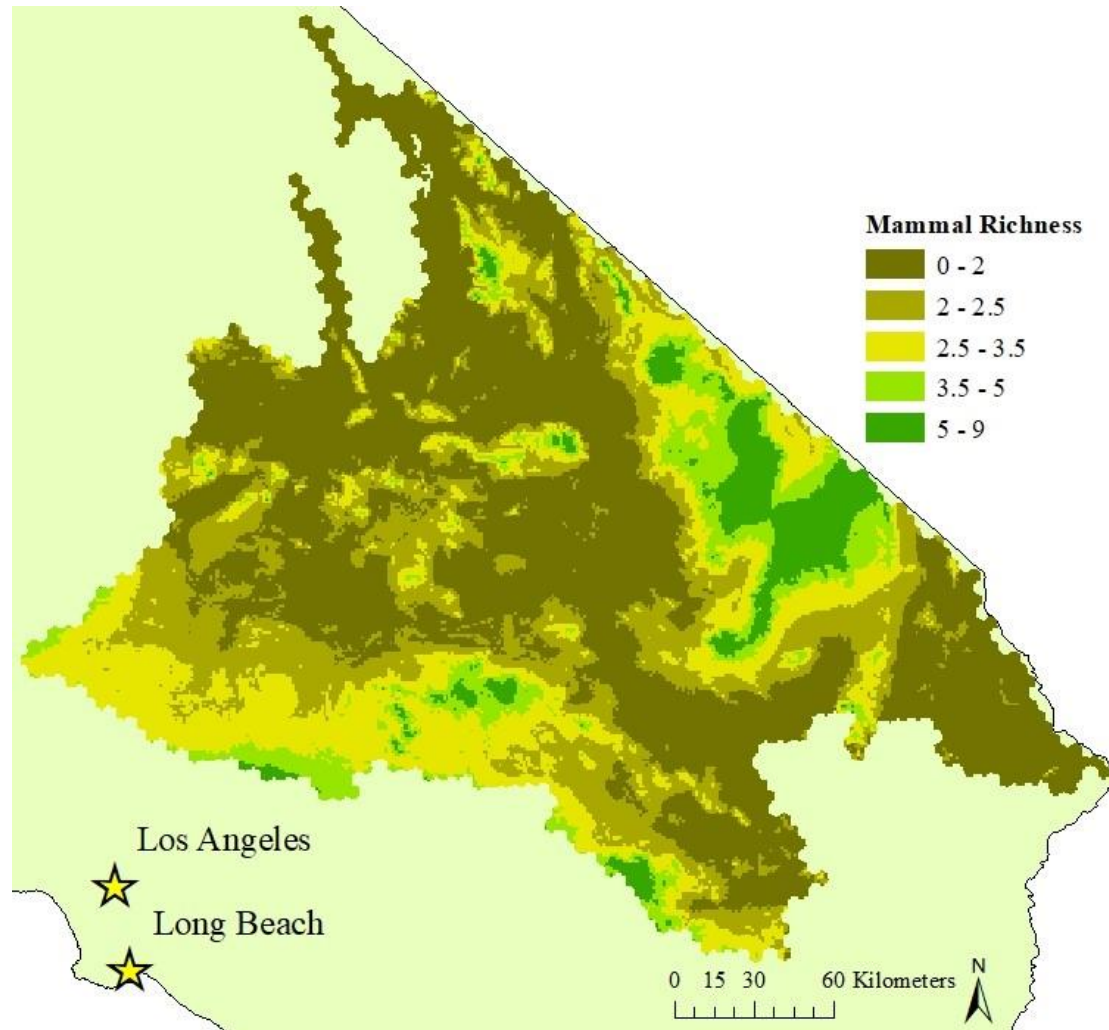 Mammal Richness
0 - 2
2 - 2.5
2.5 - 3.5
3.5 - 5
5 - 9
Los Angeles
Long Beach
0 15 30 60 Kilometers
N